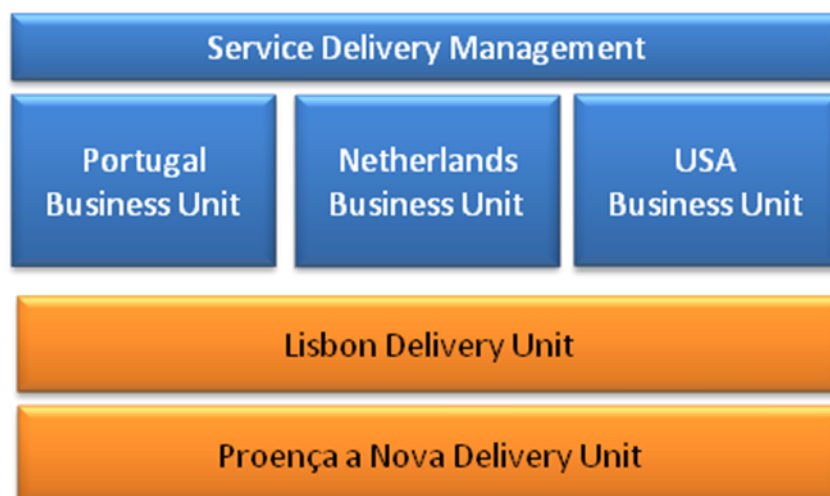 Service Delivery Management
Portugal
Business Unit
Netherlands
Business Unit
USA
Business Unit
Lisbon Delivery Unit
Proença a Nova Delivery Unit